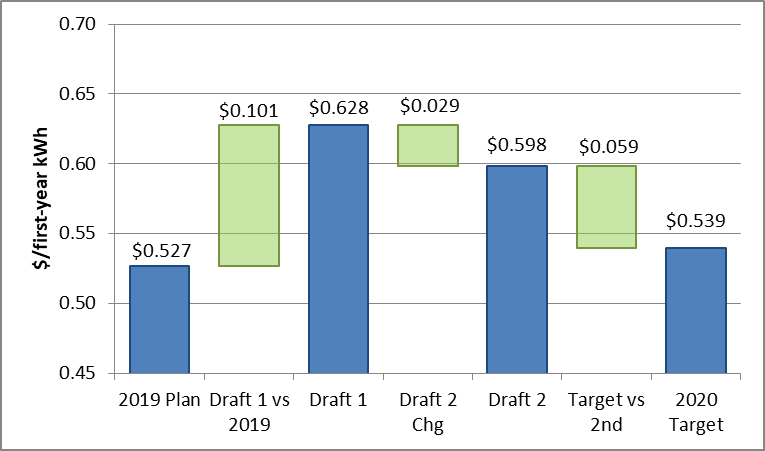 0.70
0.65
0.60
0.55
0.50
0.45
$/first-year kWh
$0.527
$0.101
$0.628
$0.029
$0.598
$0.059
$0.539
2019 Plan
Draft 1 vs
2019
Draft 1
Draft 2
Chg
Draft 2
Target vs
2nd
2020
Target